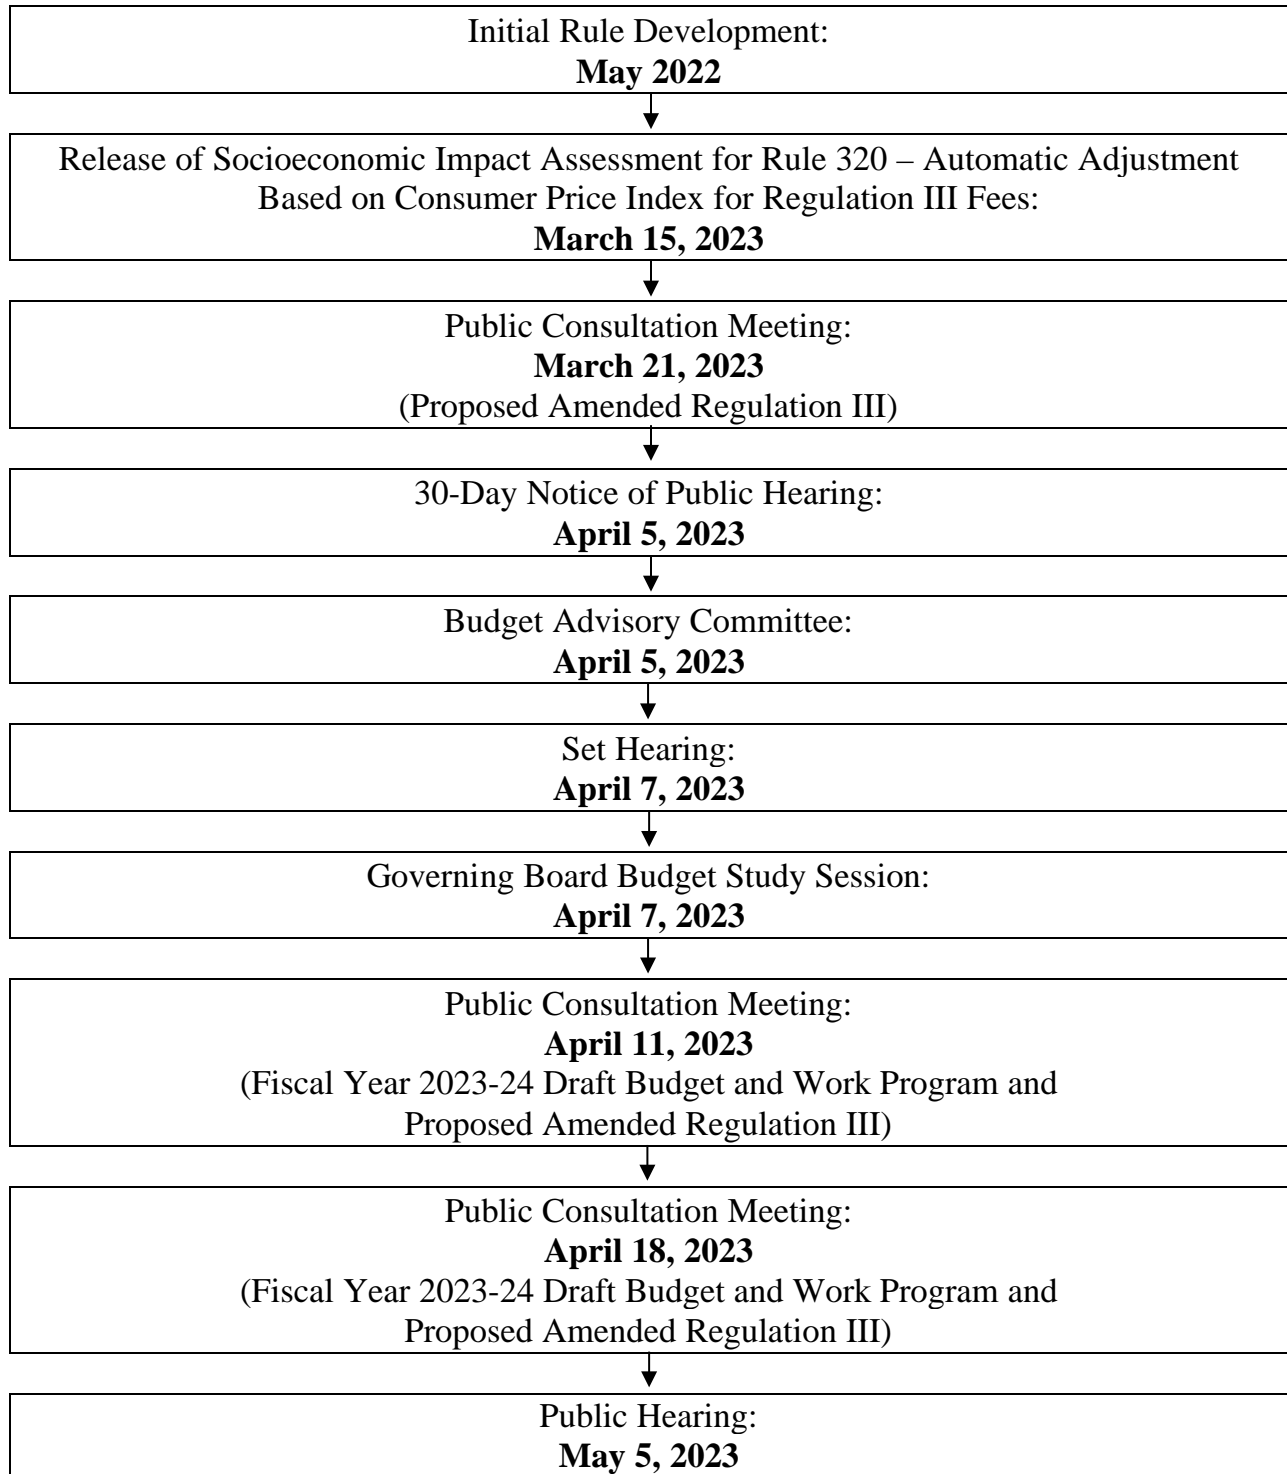 Initial Rule Development:
May 2022
Release of Socioeconomic Impact Assessment for Rule 320 – Automatic Adjustment
Based on Consumer Price Index for Regulation III Fees:
March 15, 2023
Public Consultation Meeting:
March 21, 2023
(Proposed Amended Regulation III)
30-Day Notice of Public Hearing:
April 5, 2023
Budget Advisory Committee:
April 5, 2023
Set Hearing:
April 7, 2023
Governing Board Budget Study Session:
April 7, 2023
Public Consultation Meeting:
April 11, 2023
(Fiscal Year 2023-24 Draft Budget and Work Program and
Proposed Amended Regulation III)
Public Consultation Meeting:
April 18, 2023
(Fiscal Year 2023-24 Draft Budget and Work Program and
Proposed Amended Regulation III)
Public Hearing:
May 5, 2023